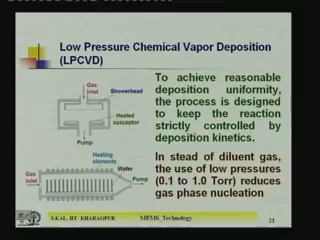 Low Pressure Chemical Vapor Deposition
(LPCVD)
Gas
inlet
Showerhead
Heated
susceptor
Pump
Heating
elements
Wafer
Gas
inlet
Pump
To achieve reasonable
deposition uniformity,
the process is designed
to keep the reaction
strictly controlled by
deposition kinetics.
In stead of diluent gas,
the use of low pressures
(0.1 to 1.0 Torr) reduces
gas phase nucleation
S.KAL, IIT- KHARAGPUR
MEMS_Technology
21